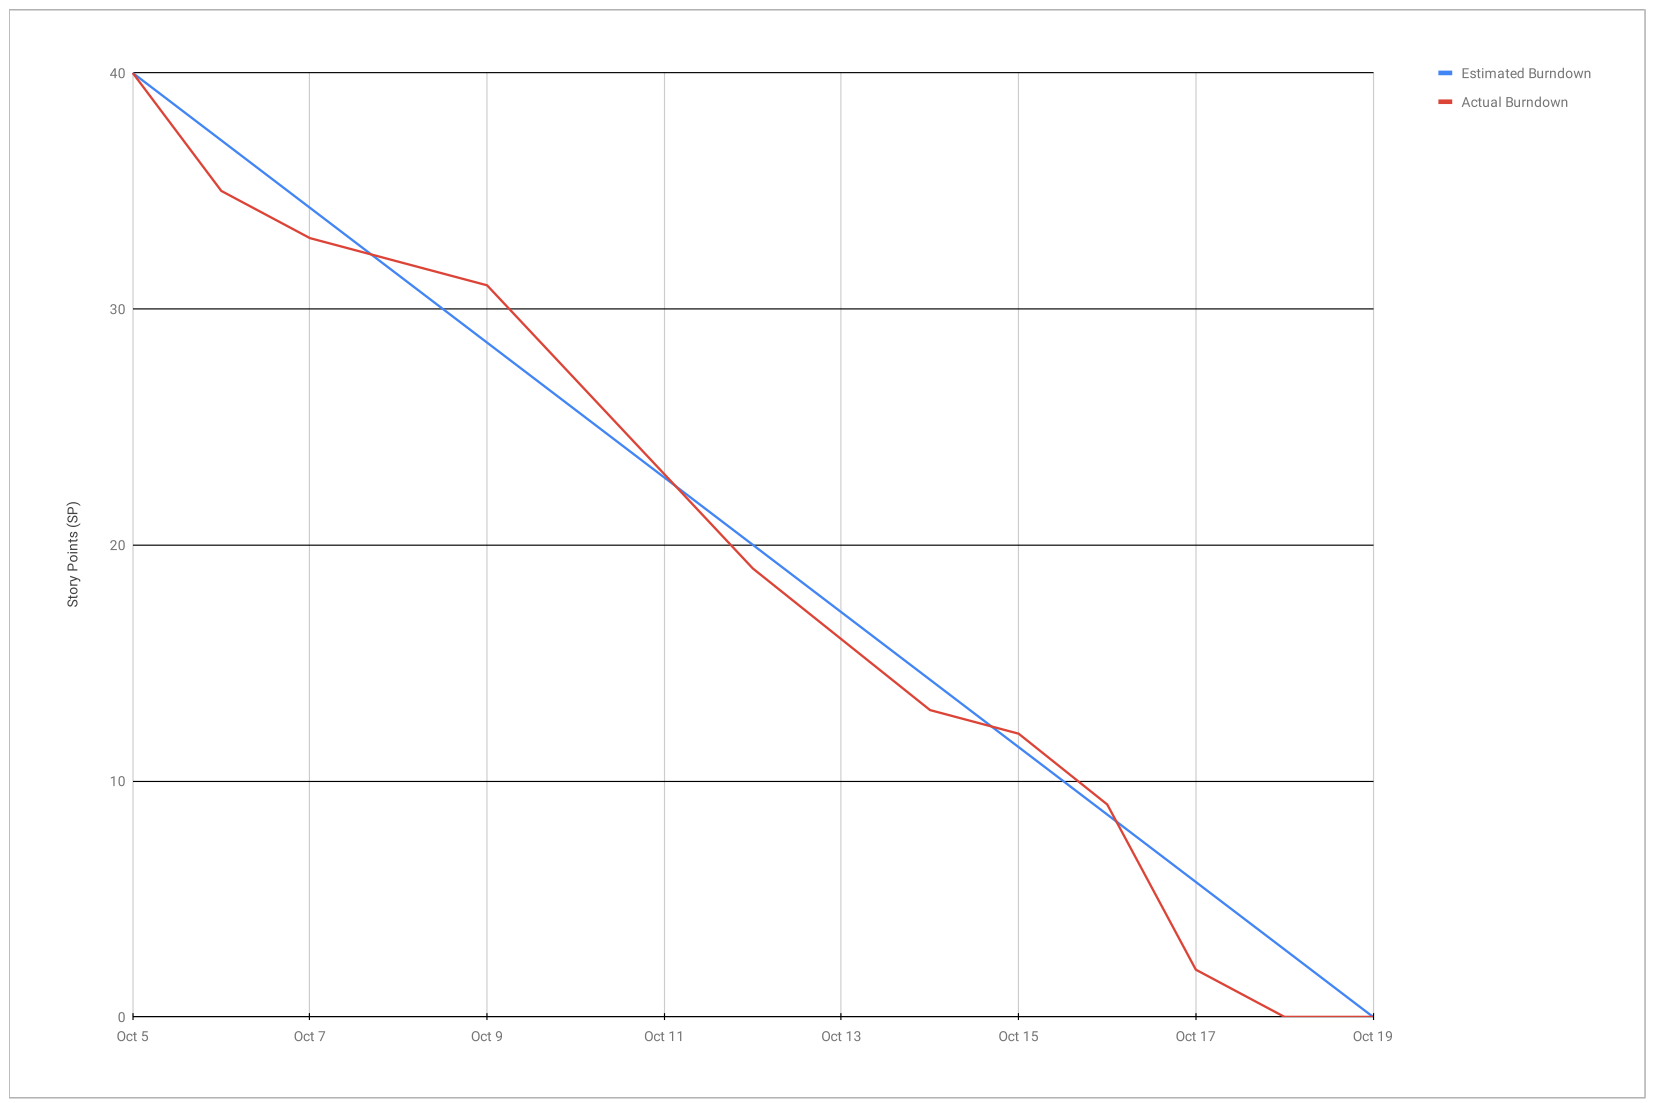 Estimated Burndown
Actual Burndown
Story Points (SP)
40
30
20
10
0
Oct 5
Oct 7
Oct 9
Oct 11
Oct 13
Oct 15
Oct 17
Oct 19